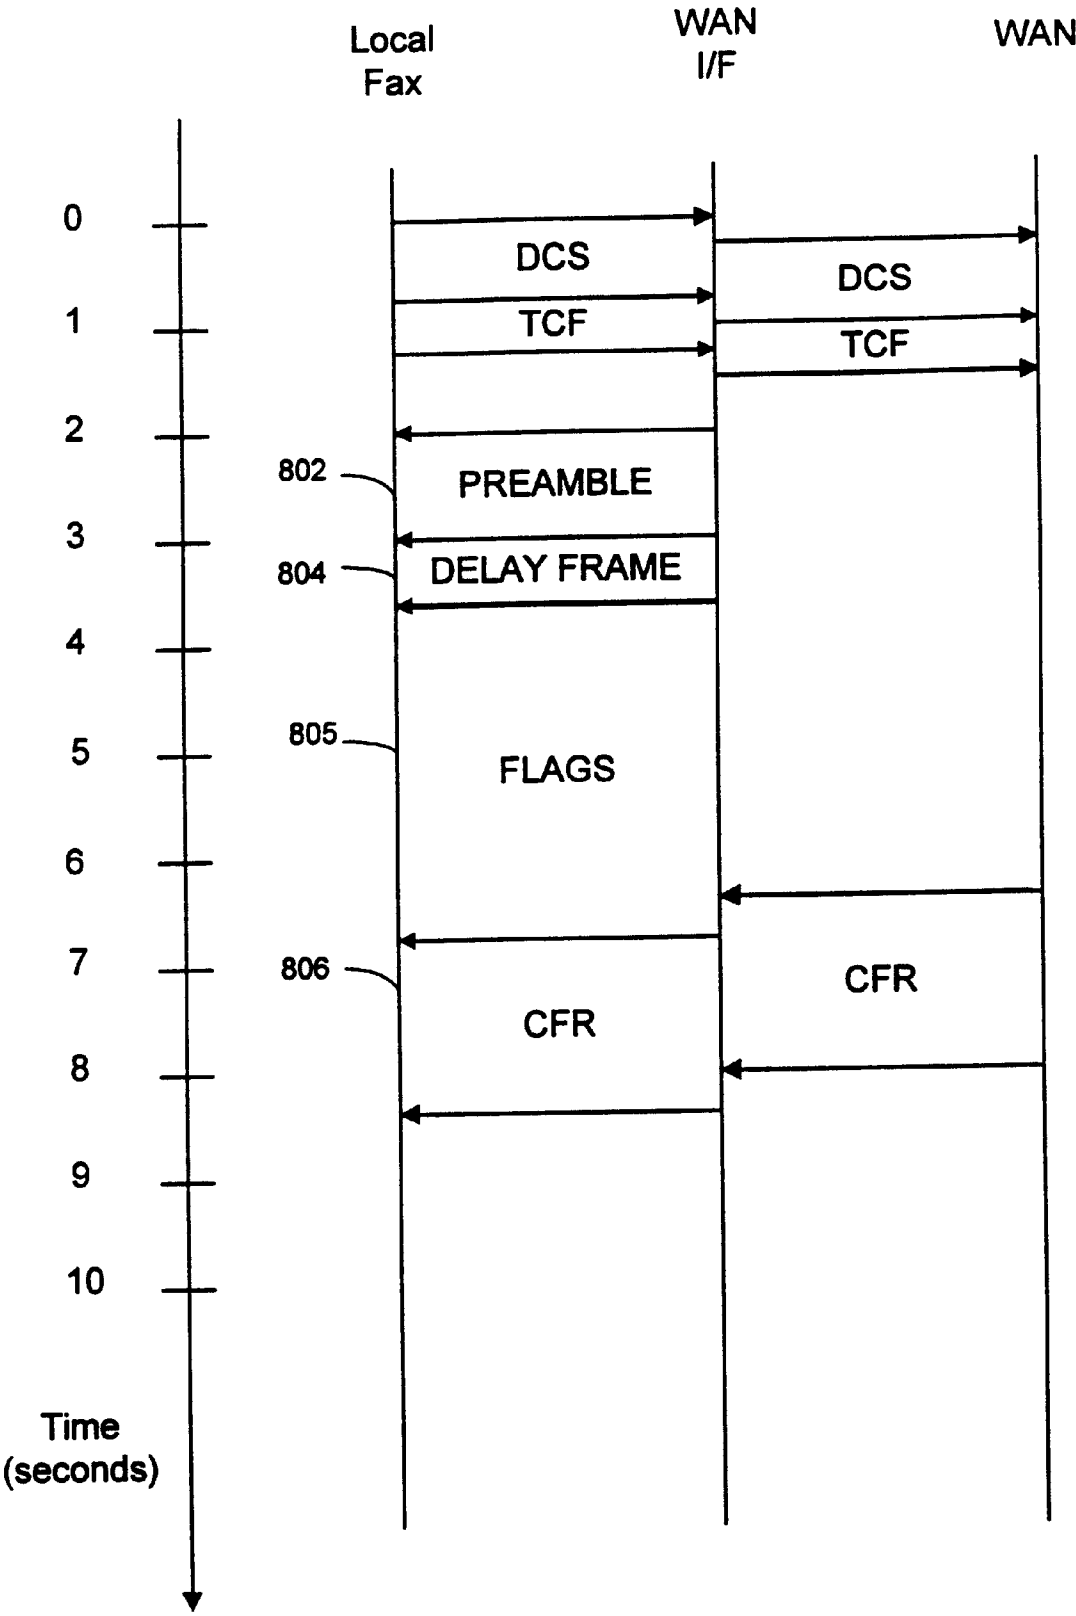 Local
Fax
WAN
I/F
WAN
0
DCS
DCS
1
TCF
TCF
2
802
PREAMBLE
3
804
DELAY FRAME
4
805
5
FLAGS
6
7
806
CFR
CFR
8
9
10
Time
(seconds)